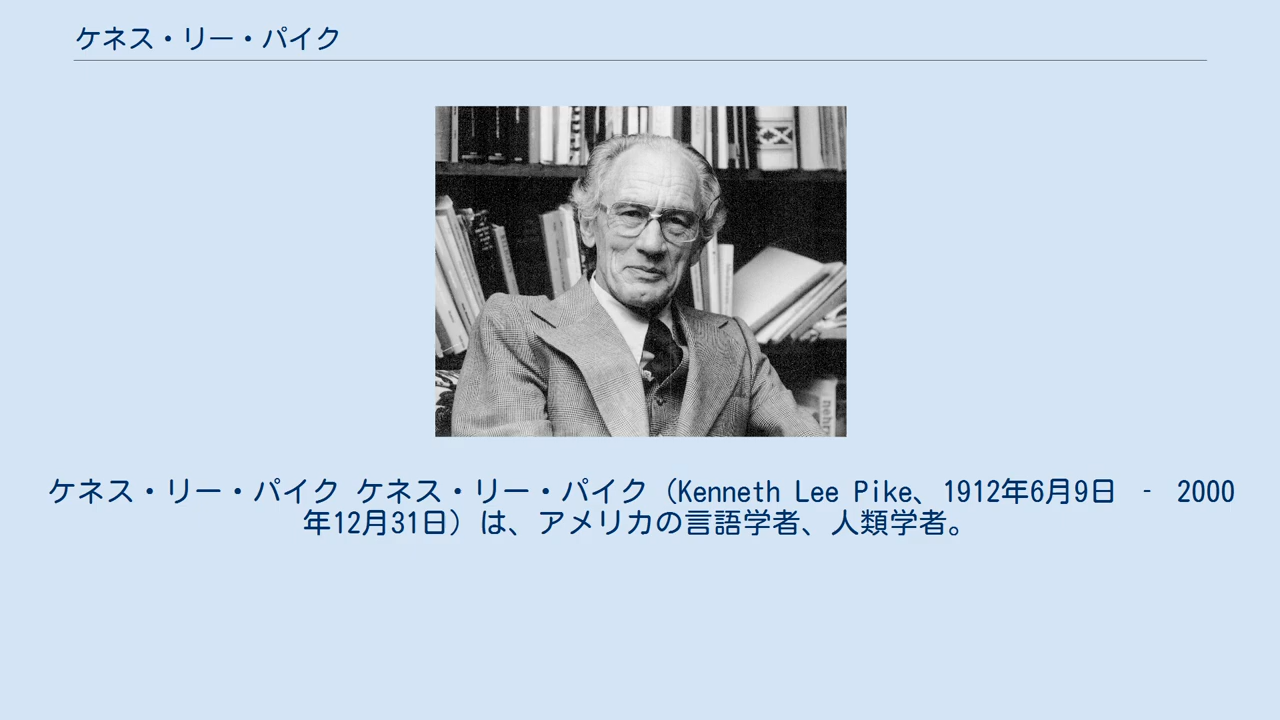 ケネス・リー・パイク
ケネス・リー・パイク ケネス・リー・パイク（Kenneth Lee Pike、1912年6月9日 - 2000
年12月31日）は、アメリカの言語学者、人類学者。